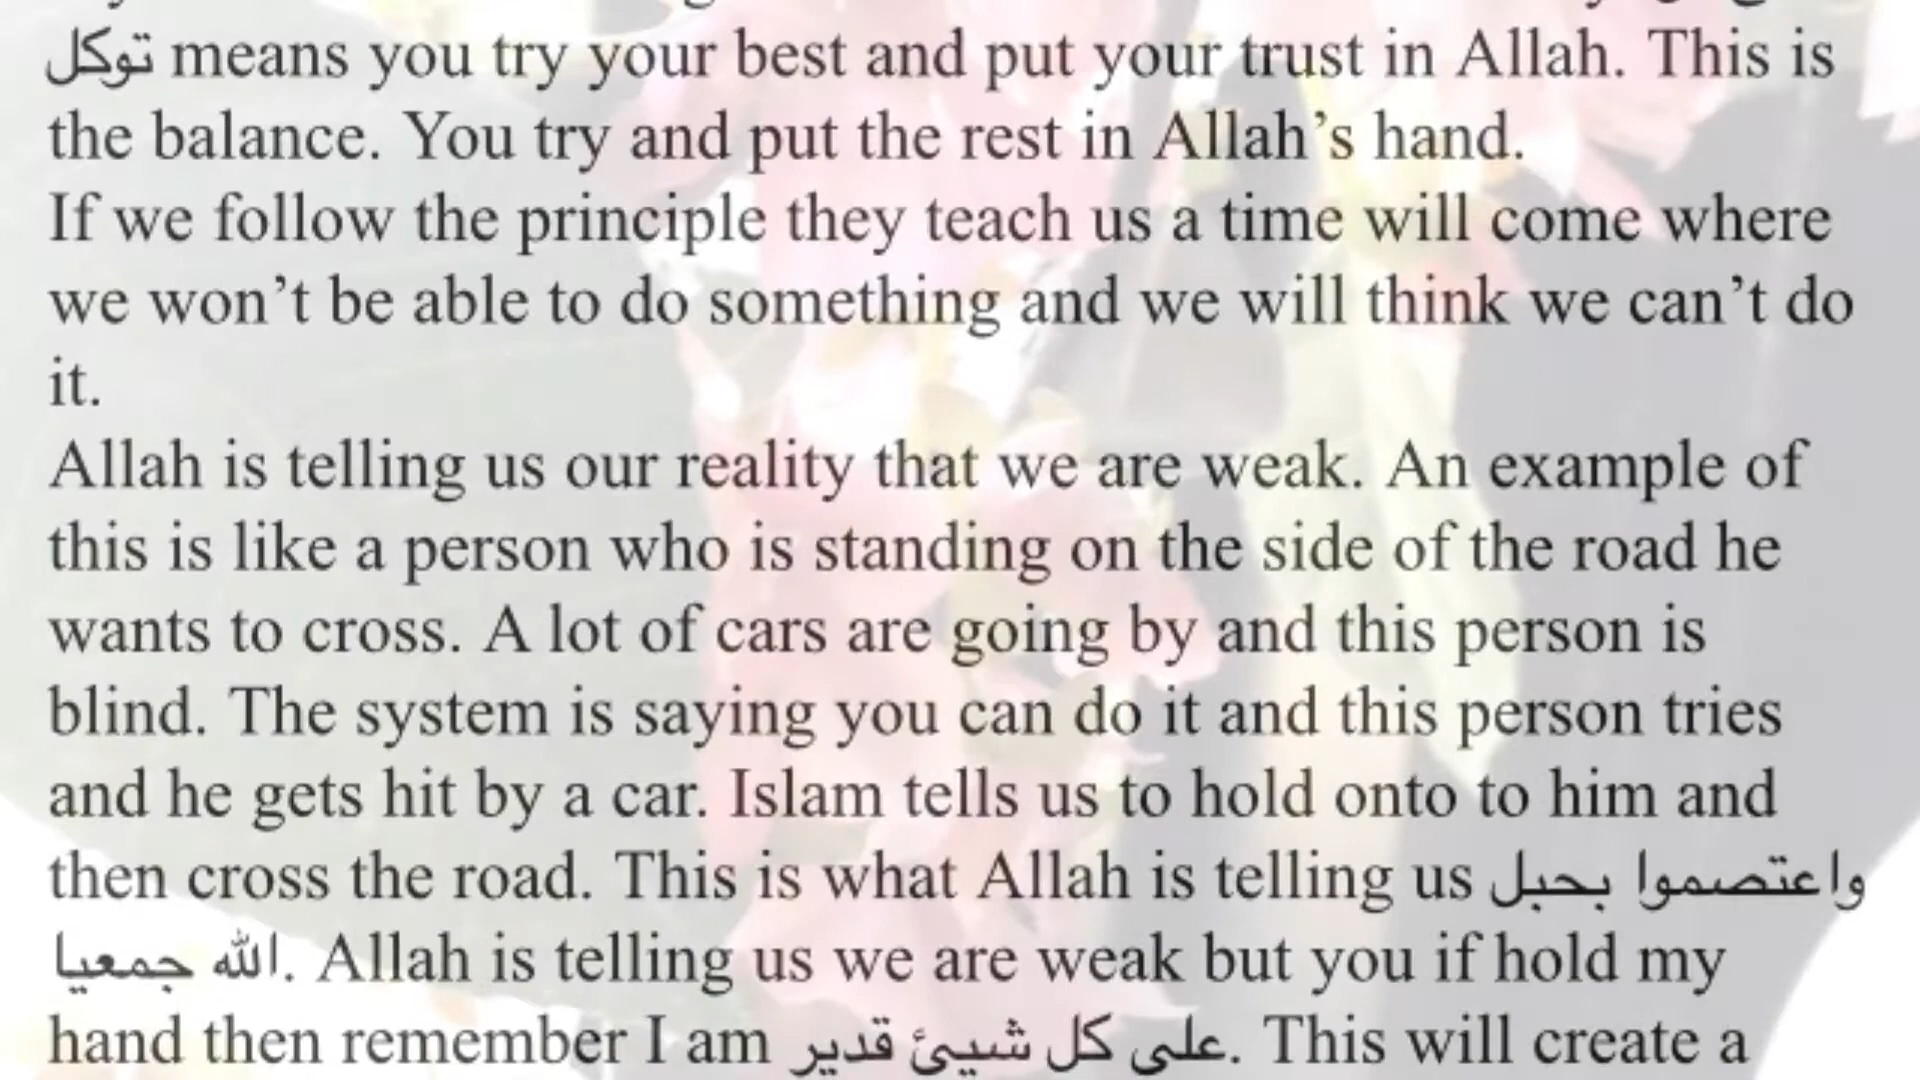 توكل means you try your best and put your trust in Allah. This is
the balance. You try and put the rest in Allah’s hand.
If we follow the principle they teach us a time will come where
we won’t be able to do something and we will think we can’t do
it.
Allah is telling us our reality that we are weak. An example of
this is like a person who is standing on the side of the road he
wants to cross. A lot of cars are going by and this person is
blind. The system is saying you can do it and this person tries
and he gets hit by a car. Islam tells us to hold onto to him and
then cross the road. This is what Allah is telling us واعتصموا بحبل
الله جمعيا. Allah is telling us we are weak but you if hold my
hand then remember I am على كل شيئ قدير. This will create a